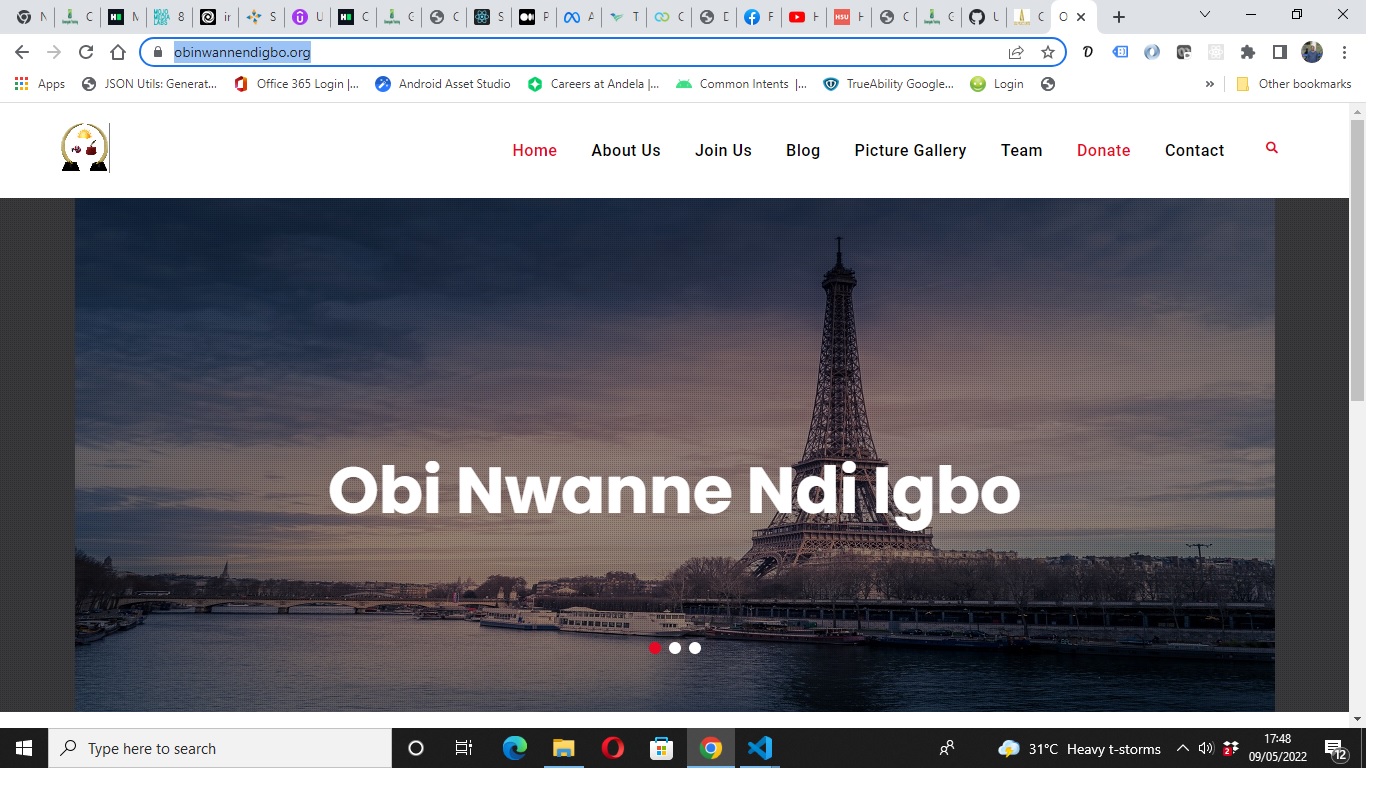 obinwannendigbo.org
Apps JSON Utils: Generat... Office 365 Login |... Android Asset Studio Careers at Andela |... Common Intents |... TrueAbility Google... Login » Other bookmarks
Home About Us Join Us Blog Picture Gallery Team Donate Contact
Obi Nwanne Ndi Igbo
Type here to search
31°C Heavy t-storms
2
17:48
09/05/2022
12